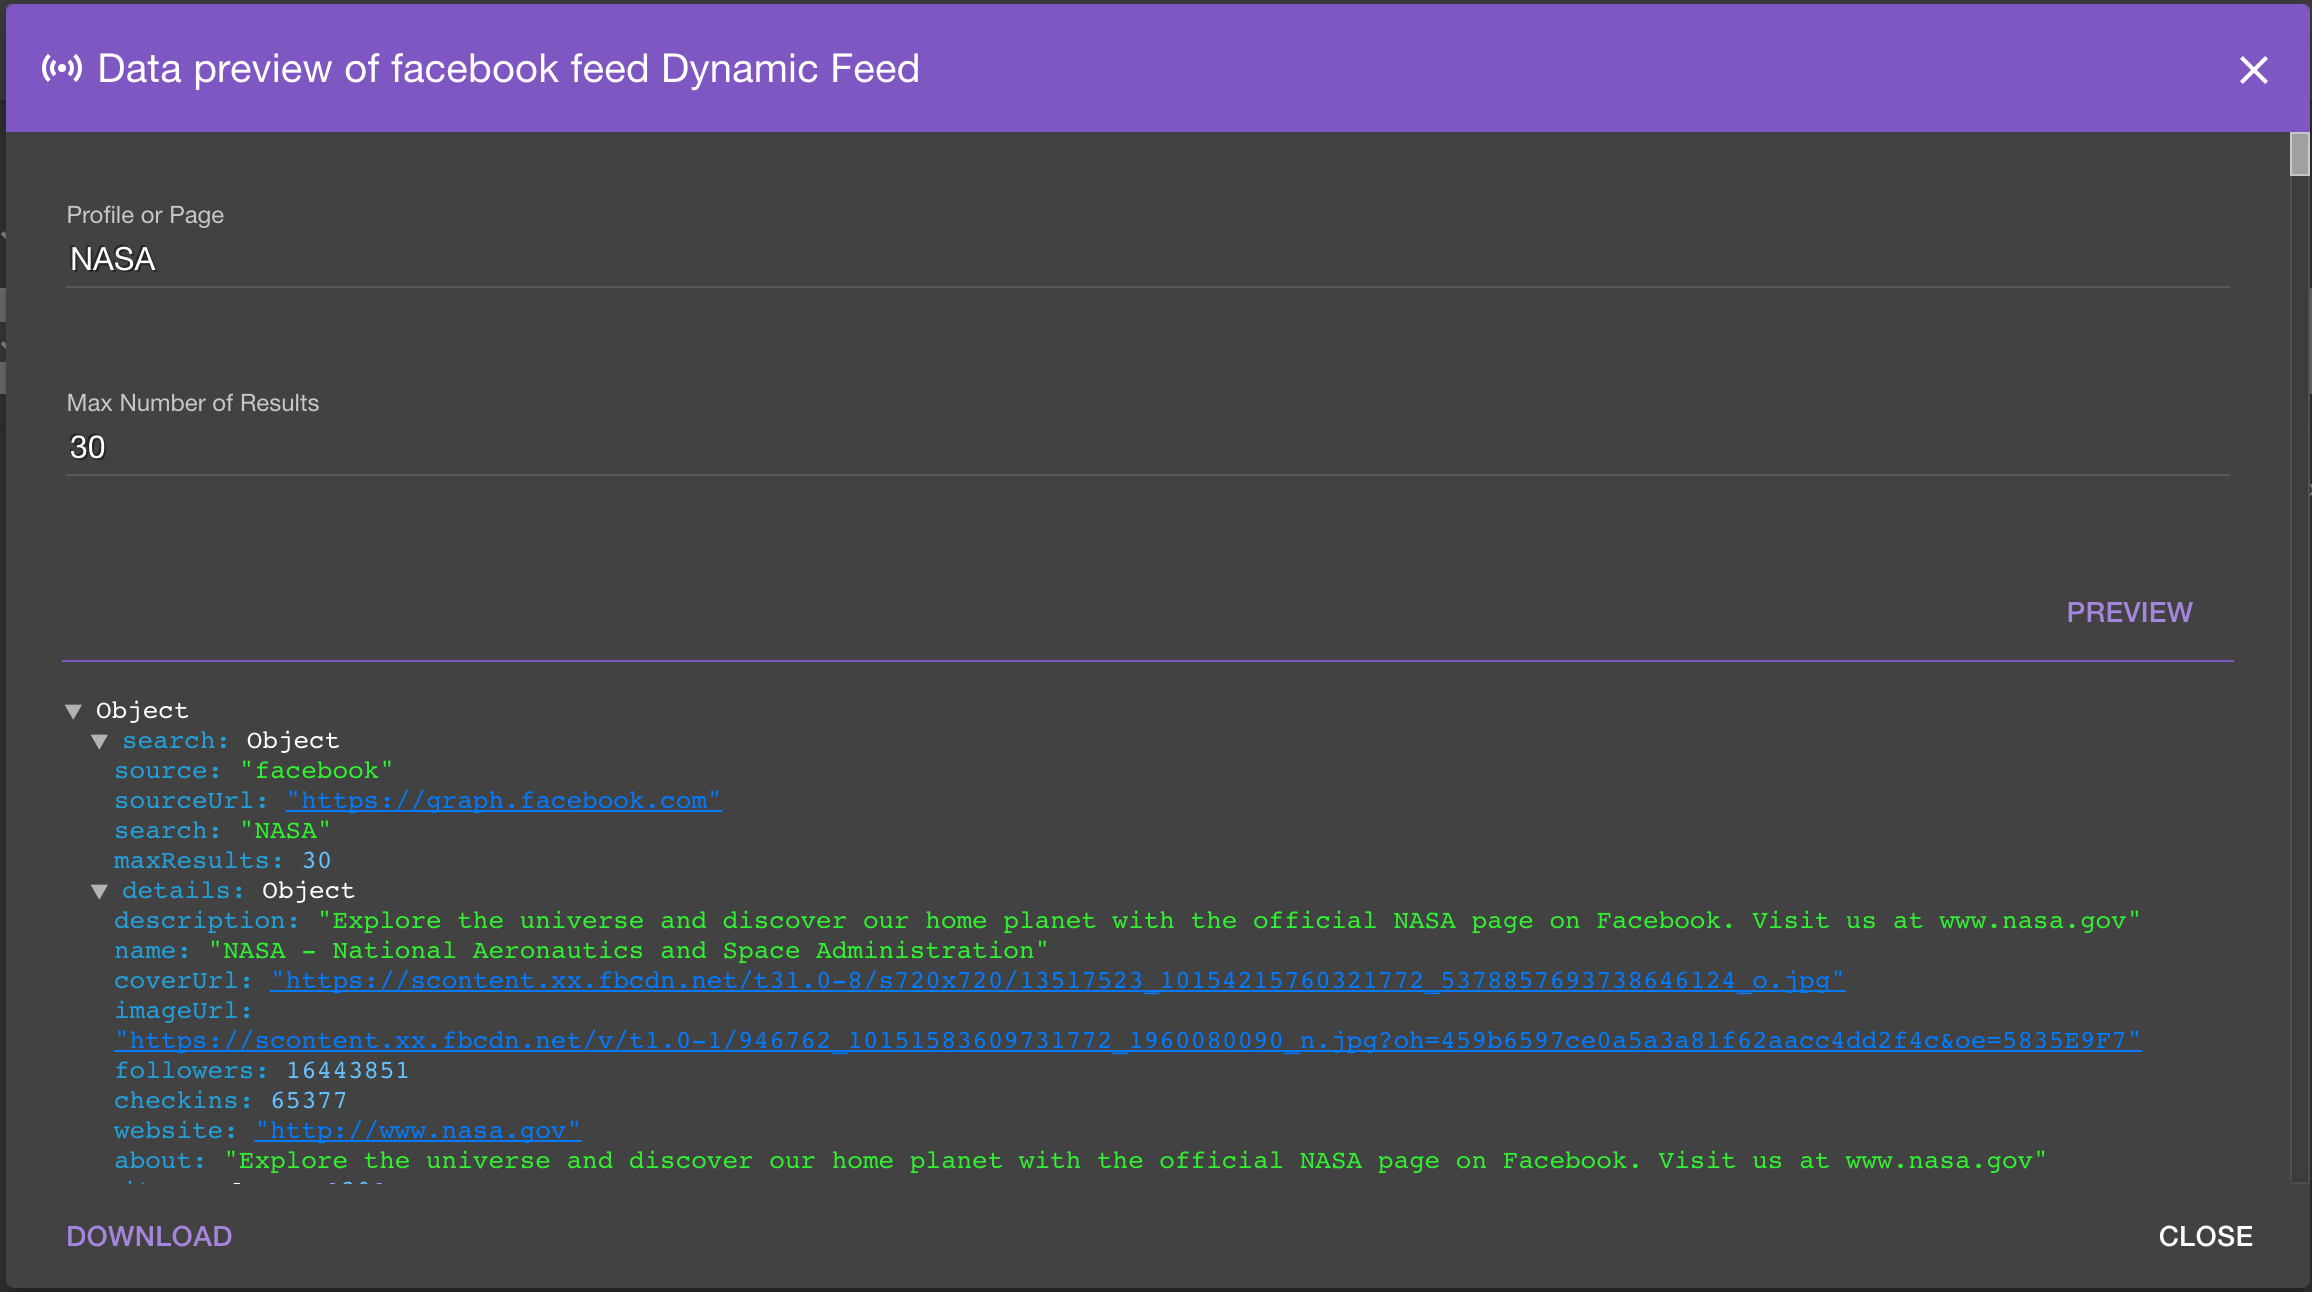 Data preview of facebook feed Dynamic Feed
Profile or Page
NASA
Max Number of Results
30
PREVIEW
Object
search: Object
source: "facebook"
sourceUrl: "https://graph.facebook.com"
search: "NASA"
maxResults: 30
details: Object
description: "Explore the universe and discover our home planet with the official NASA page on Facebook. Visit us at www.nasa.gov"
name: "NASA - National Aeronautics and Space Administration"
coverUrl: "https://scontent.xx.fbcdn.net/t31.0-8/s720x720/13517523_10154215760321772_5378857693738646124_o.jpg"
imageUrl:
"https://scontent.xx.fbcdn.net/v/t1.0-1/946762_10151583609731772_1960080090_n.jpg?oh=459b6597ce0a5a3a81f62aacc4dd2f4c&oe=5835E9F7"
followers: 16443851
checkins: 65377
website: "http://www.nasa.gov"
about: "Explore the universe and discover our home planet with the official NASA page on Facebook. Visit us at www.nasa.gov"
DOWNLOAD
CLOSE